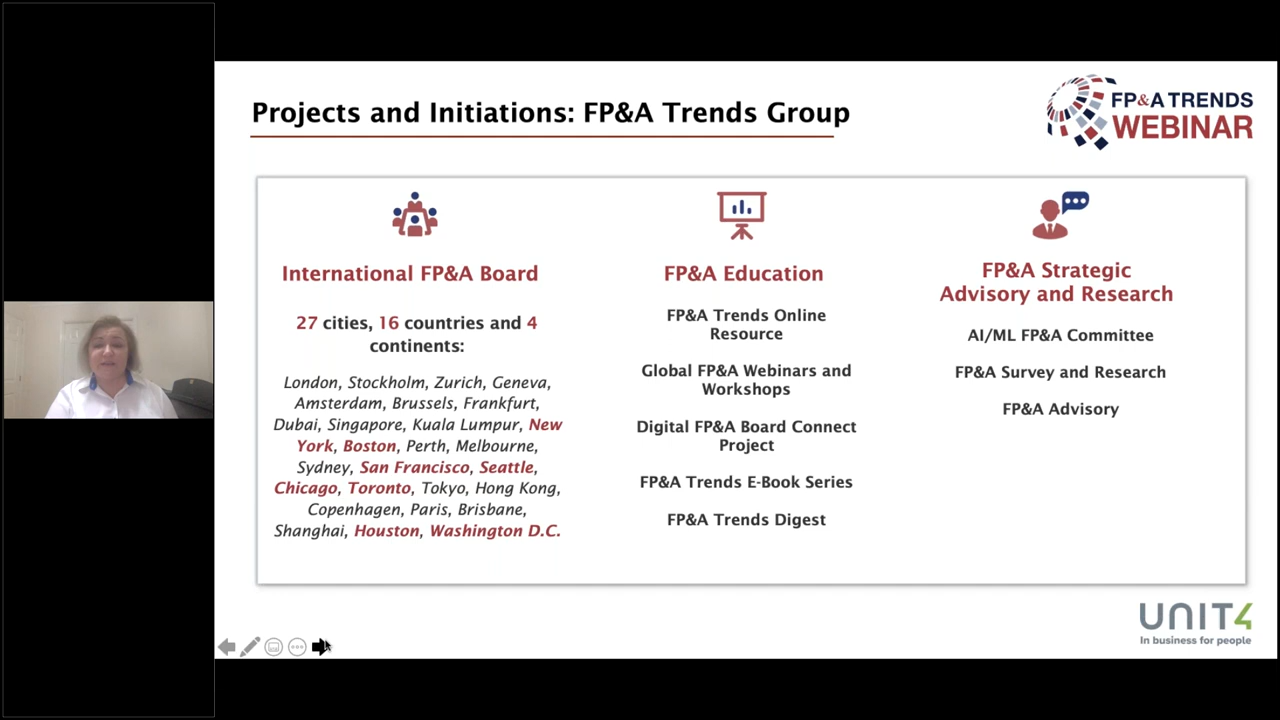 Projects and Initiations: FP&A Trends Group
FP&A TRENDS
WEBINAR
International FP&A Board
27 cities, 16 countries and 4
continents:
London, Stockholm, Zurich, Geneva,
Amsterdam, Brussels, Frankfurt,
Dubai, Singapore, Kuala Lumpur, New
York, Boston, Perth, Melbourne,
Sydney, San Francisco, Seattle,
Chicago, Toronto, Tokyo, Hong Kong,
Copenhagen, Paris, Brisbane,
Shanghai, Houston, Washington D.C.
FP&A Education
FP&A Trends Online
Resource
Global FP&A Webinars and
Workshops
Digital FP&A Board Connect
Project
FP&A Trends E-Book Series
FP&A Trends Digest
FP&A Strategic
Advisory and Research
AI/ML FP&A Committee
FP&A Survey and Research
FP&A Advisory
UNIT4
In business for people